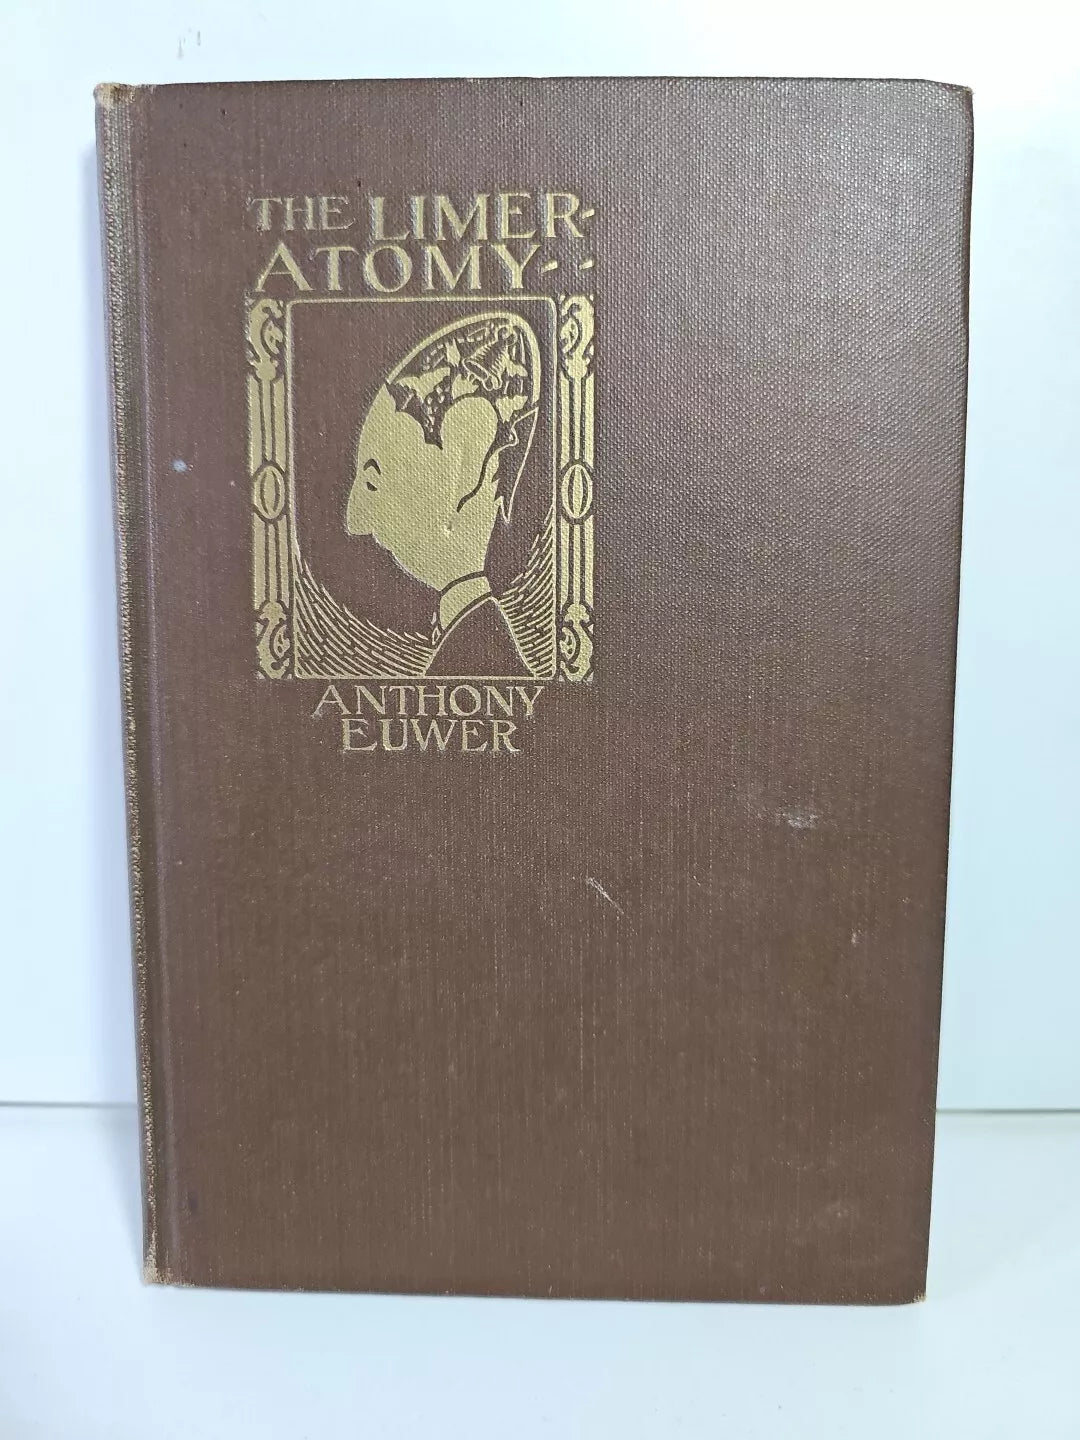 THE LIMER-
ATOMY--
ANTHONY
EUWER